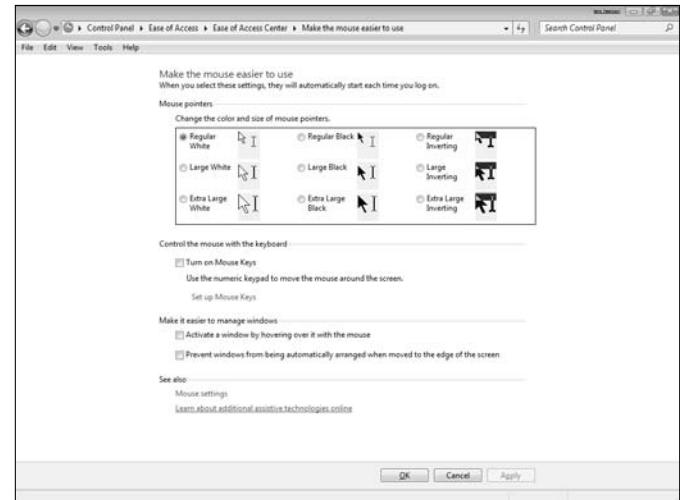 Control Panel ▸ Ease of Access ▸ Ease of Access Center ▸ Make the mouse easier to use
Search Control Panel
File Edit View Tools Help
Make the mouse easier to use
When you select these settings, they will automatically start each time you log on.
Mouse pointers
Change the color and size of mouse pointers.
Regular White
Regular Black
Regular Inverting
Large White
Large Black
Large Inverting
Extra Large White
Extra Large Black
Extra Large Inverting
Control the mouse with the keyboard
Turn on Mouse Keys
Use the numeric keypad to move the mouse around the screen.
Set up Mouse Keys
Make it easier to manage windows
Activate a window by hovering over it with the mouse
Prevent windows from being automatically arranged when moved to the edge of the screen
See also
Mouse settings
Learn about additional assistive technologies online
OK Cancel Apply